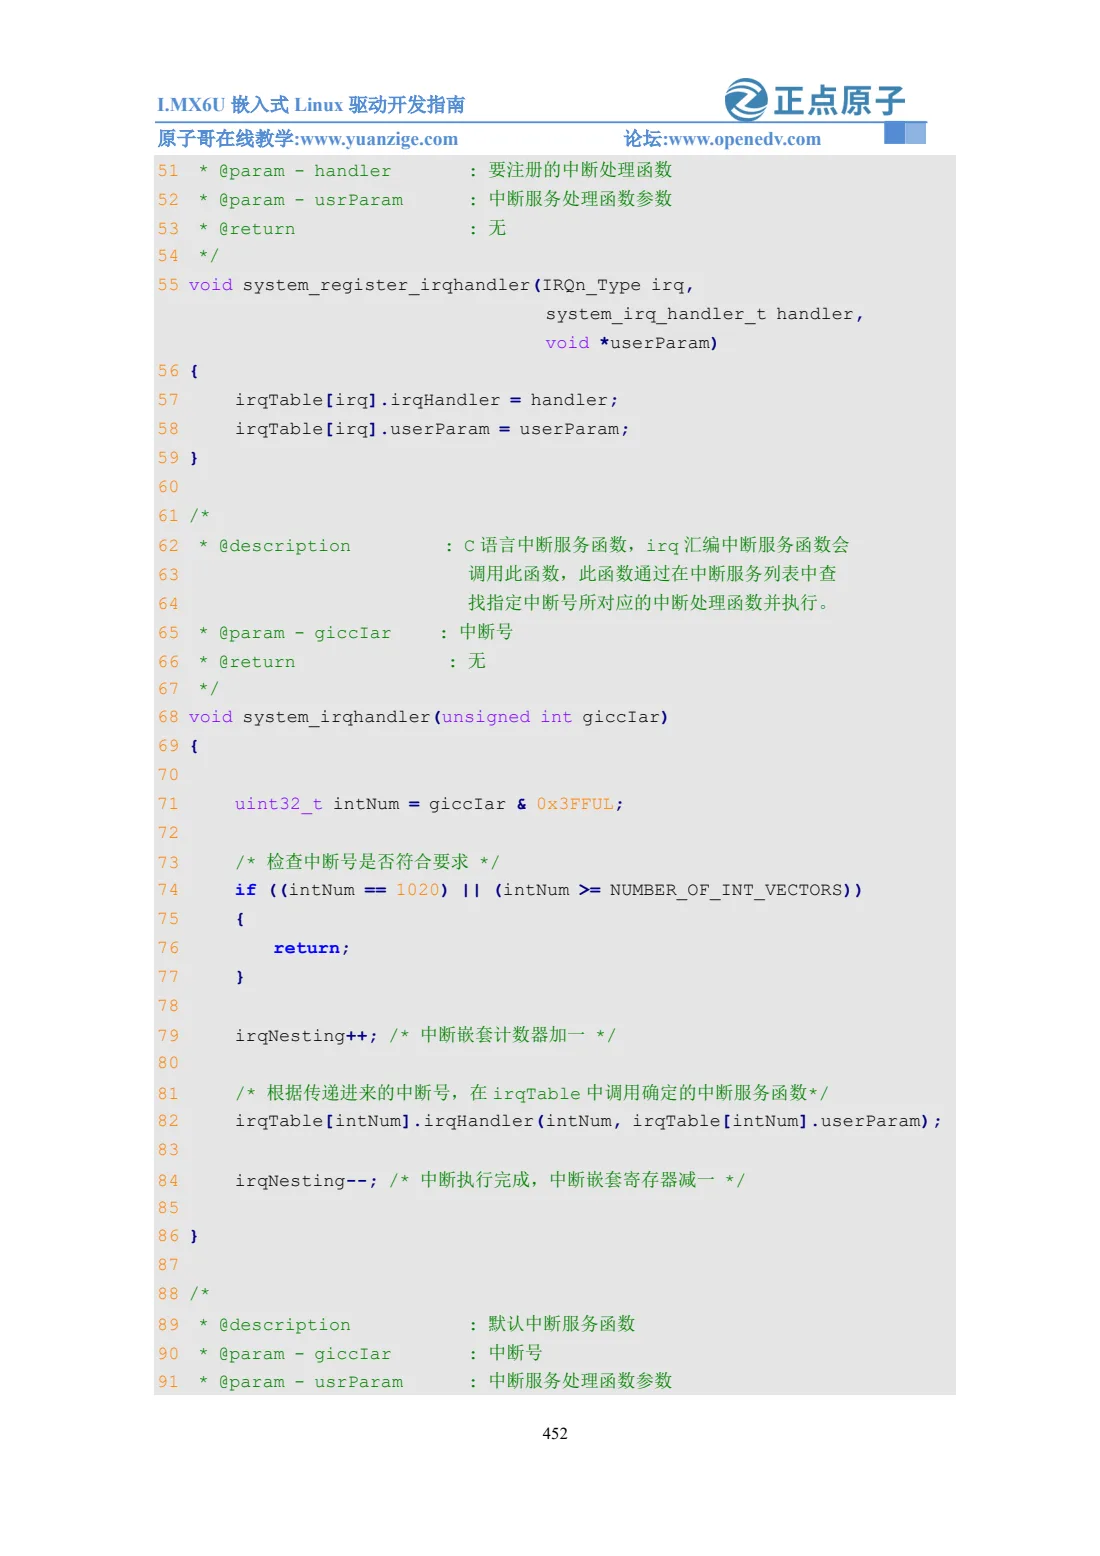 I.MX6U 嵌入式 Linux 驱动开发指南
正点原子
原子哥在线教学:www.yuanzige.com 论坛:www.openedv.com
51 * @param - handler : 要注册的中断处理函数
52 * @param - usrParam : 中断服务处理函数参数
53 * @return : 无
54 */
55 void system_register_irqhandler(IRQn_Type irq,
system_irq_handler_t handler,
void *userParam)
56 {
57 irqTable[irq].irqHandler = handler;
58 irqTable[irq].userParam = userParam;
59 }
60
61 /*
62 * @description : C 语言中断服务函数，irq 汇编中断服务函数会
63 调用此函数，此函数通过在中断服务列表中查
64 找指定中断号所对应的中断处理函数并执行。
65 * @param - giccIar : 中断号
66 * @return : 无
67 */
68 void system_irqhandler(unsigned int giccIar)
69 {
70
71 uint32_t intNum = giccIar & 0x3FFUL;
72
73 /* 检查中断号是否符合要求 */
74 if ((intNum == 1020) || (intNum >= NUMBER_OF_INT_VECTORS))
75 {
76 return;
77 }
78
79 irqNesting++; /* 中断嵌套计数器加一 */
80
81 /* 根据传递进来的中断号，在 irqTable 中调用确定的中断服务函数*/
82 irqTable[intNum].irqHandler(intNum, irqTable[intNum].userParam);
83
84 irqNesting--; /* 中断执行完成，中断嵌套寄存器减一 */
85
86 }
87
88 /*
89 * @description : 默认中断服务函数
90 * @param - giccIar : 中断号
91 * @param - usrParam : 中断服务处理函数参数
452